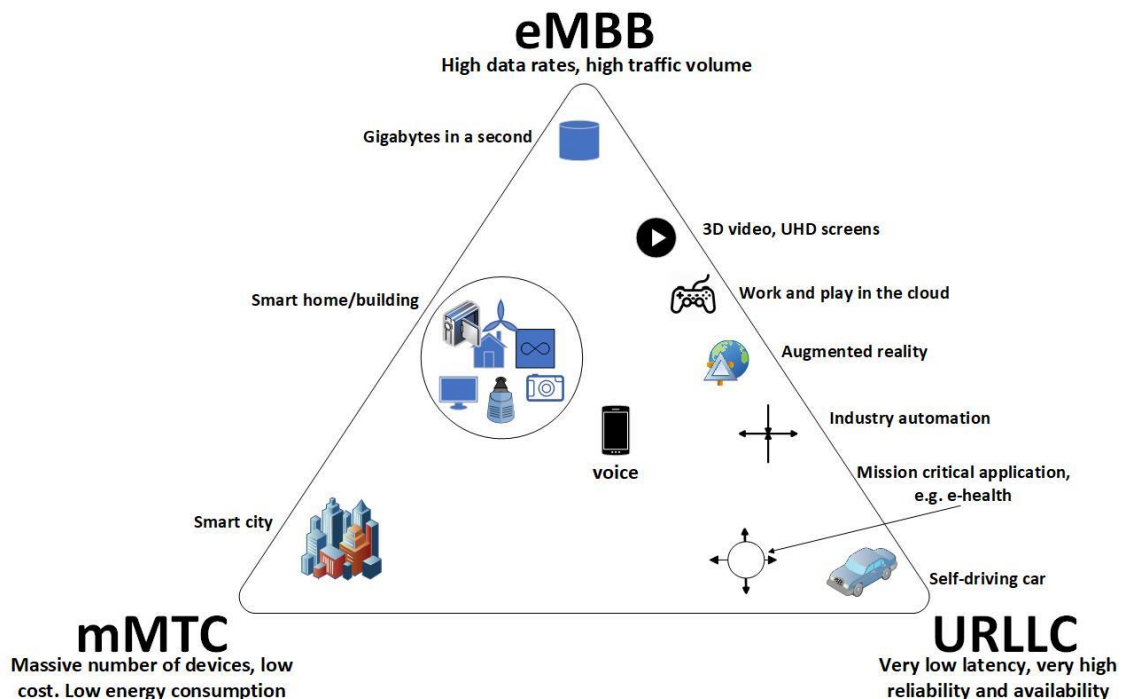 eMBB
High data rates, high traffic volume
Gigabytes in a second
3D video, UHD screens
Smart home/building
Work and play in the cloud
Augmented reality
Industry automation
voice
Mission critical application,
e.g. e-health
Smart city
Self-driving car
mMTC
Massive number of devices, low
cost. Low energy consumption
URLLC
Very low latency, very high
reliability and availability